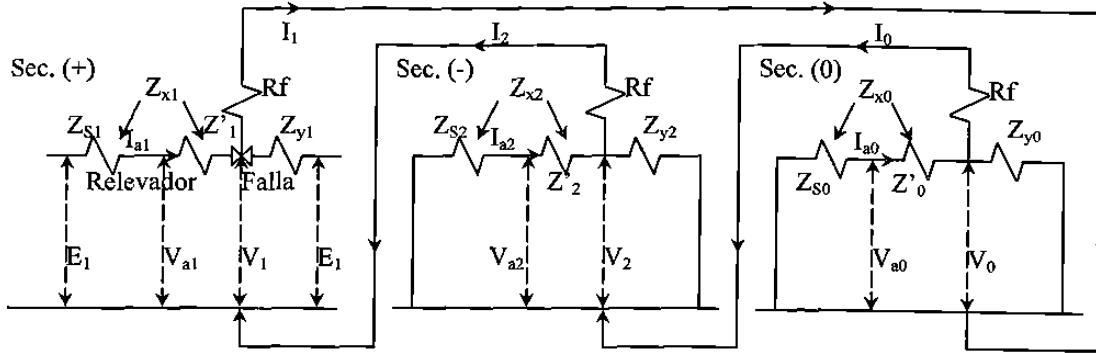 I1
I2
I0
Sec. (+)
Sec. (-)
Sec. (0)
Rf
Rf
Rf
Zx1
Zx2
Zx0
ZS1
Ia1
Z'1
Zy1
ZS2
Ia2
Z'2
Zy2
ZS0
Ia0
Z'0
Zy0
Relevador
Falla
E1
Va1
V1
E1
Va2
V2
Va0
V0